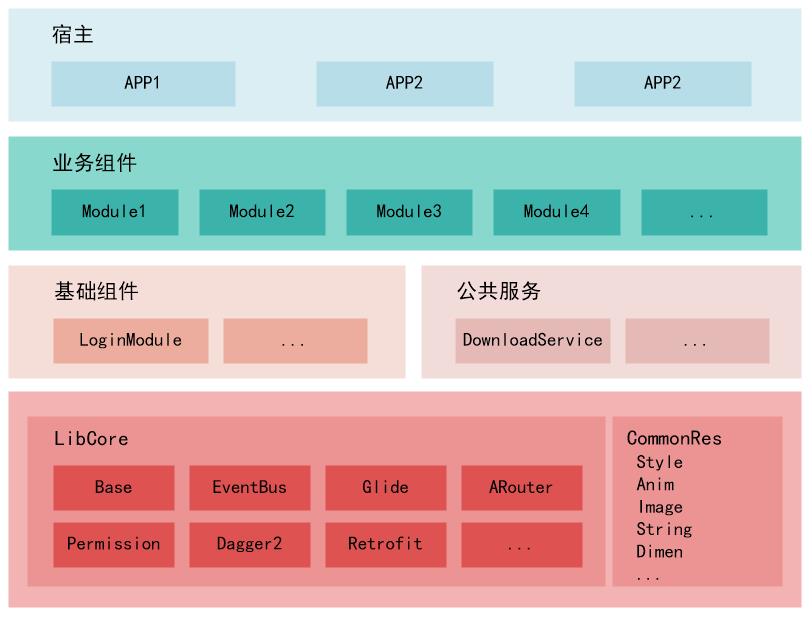 宿主
APP1 APP2 APP2
业务组件
Module1 Module2 Module3 Module4 ...
基础组件
LoginModule ...
公共服务
DownloadService ...
LibCore
Base EventBus Glide ARouter
Permission Dagger2 Retrofit ...
CommonRes
Style
Anim
Image
String
Dimen
...